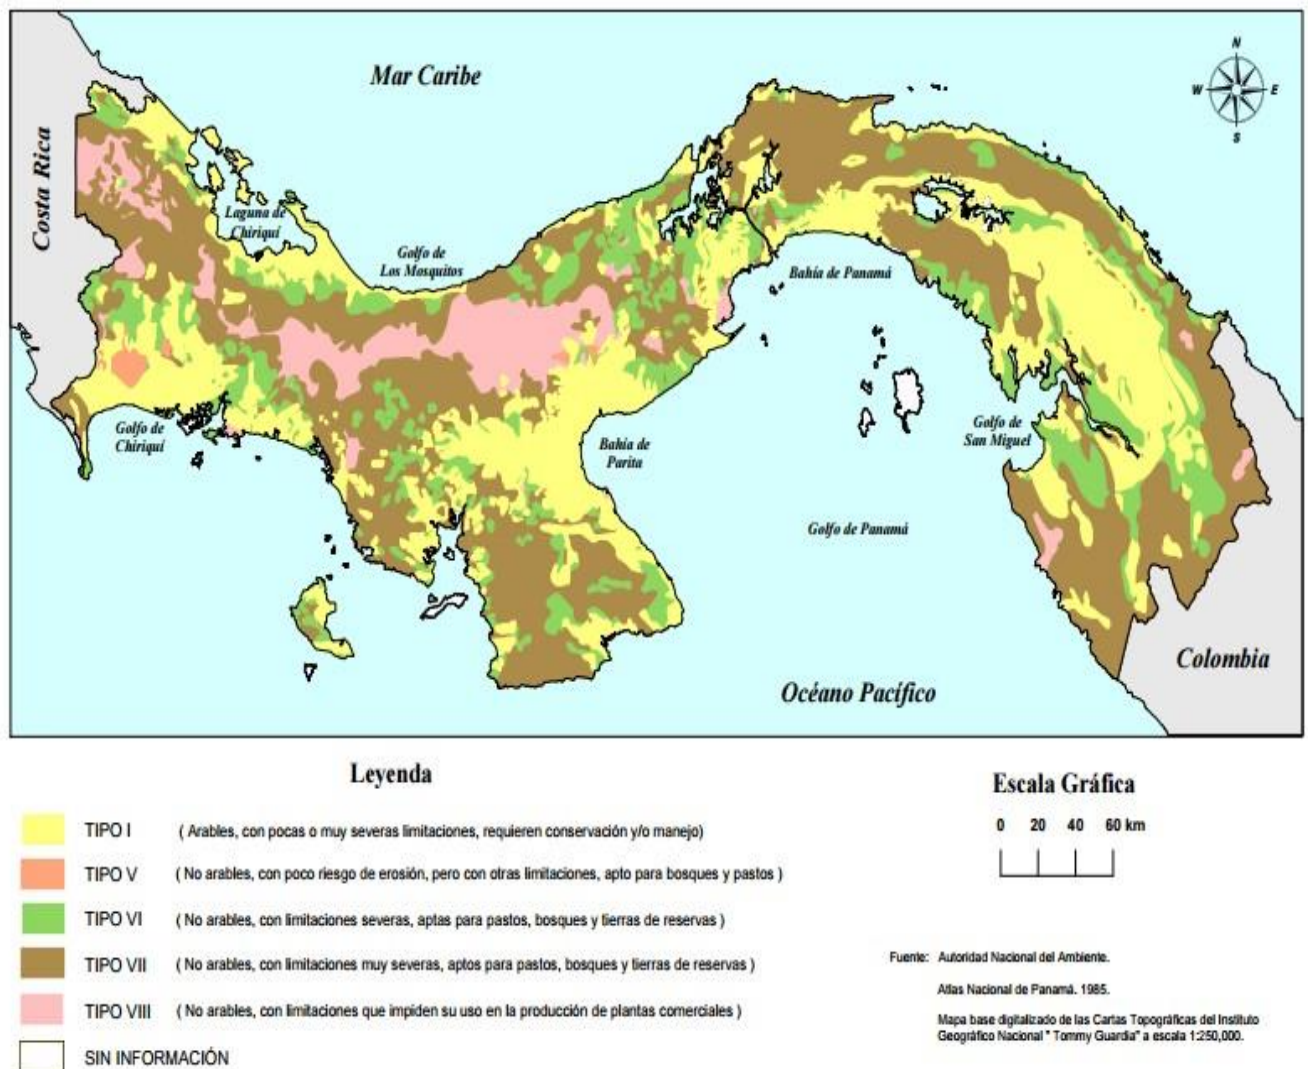 Mar Caribe
N
W
E
S
Costa Rica
Laguna de
Chiriquí
Golfo de
Los Mosquitos
Bahía de Panamá
Golfo de
Chiriquí
Bahía de
Parita
Golfo de
San Miguel
Golfo de Panamá
Colombia
Océano Pacífico
Leyenda
TIPO I ( Arables, con pocas o muy severas limitaciones, requieren conservación y/o manejo)
TIPO V ( No arables, con poco riesgo de erosión, pero con otras limitaciones, apto para bosques y pastos )
TIPO VI ( No arables, con limitaciones severas, aptas para pastos, bosques y tierras de reservas )
TIPO VII ( No arables, con limitaciones muy severas, aptos para pastos, bosques y tierras de reservas )
TIPO VIII ( No arables, con limitaciones que impiden su uso en la producción de plantas comerciales )
SIN INFORMACIÓN
Escala Gráfica
0 20 40 60 km
Fuente: Autoridad Nacional del Ambiente.
Atlas Nacional de Panamá. 1985.
Mapa base digitalizado de las Cartas Topográficas del Instituto
Geográfico Nacional " Tommy Guardia" a escala 1:250,000.